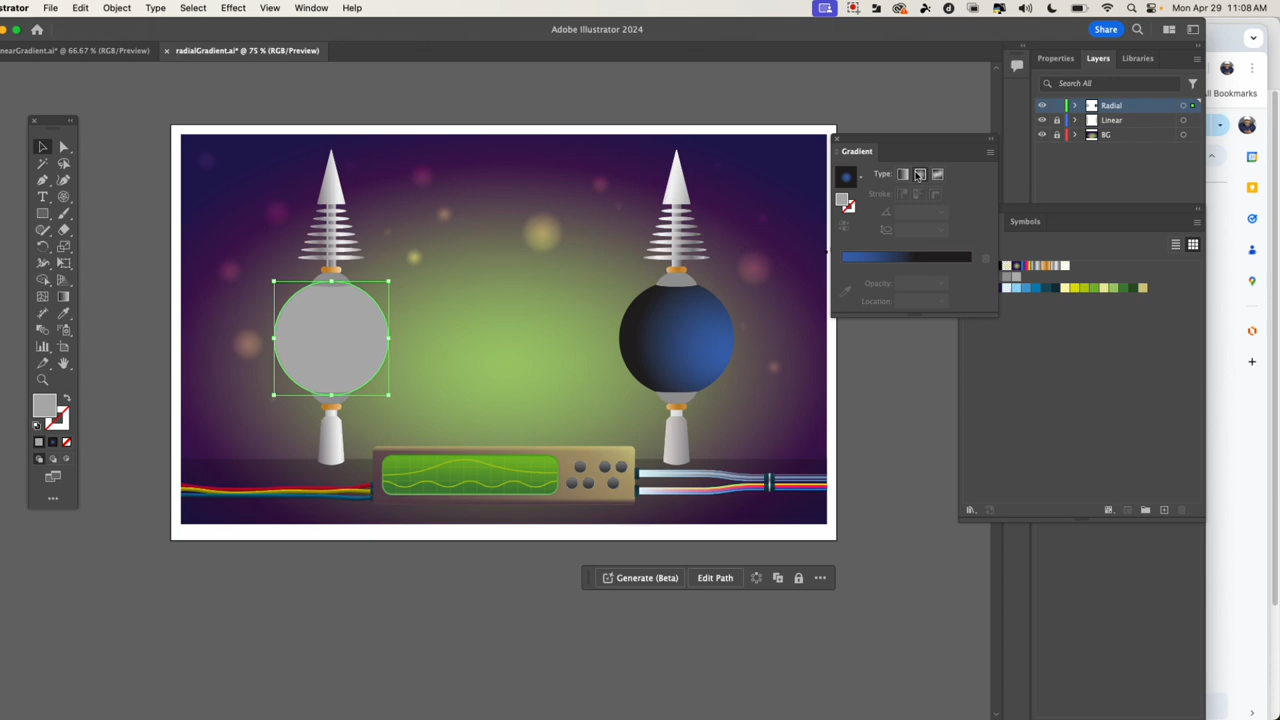 strator File Edit Object Type Select Effect View Window Help Mon Apr 29 11:08 AM
Adobe Illustrator 2024 Share
nearGradient.ai* @ 66.67 % (RGB/Preview) × radialGradient.ai* @ 75 % (RGB/Preview)
Properties Layers Libraries
Search All
All Bookmarks
Radial
Linear
BG
Gradient
Type:
Stroke:
Symbols
Opacity:
Location:
Generate (Beta) Edit Path